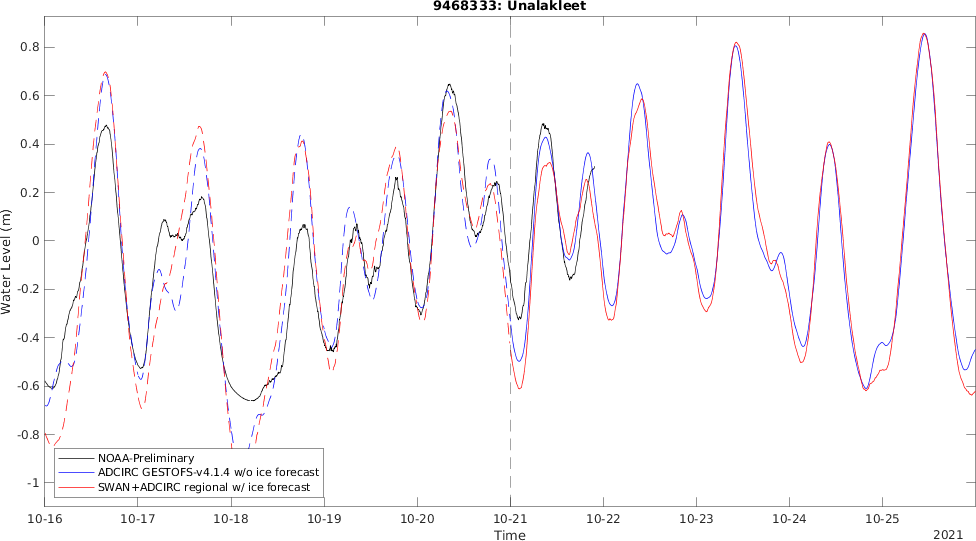 9468333: Unalakleet
0.8
0.6
0.4
0.2
0
-0.2
-0.4
-0.6
-0.8
-1
Water Level (m)
NOAA-Preliminary
ADCIRC GESTOFS-v4.1.4 w/o ice forecast
SWAN+ADCIRC regional w/ ice forecast
10-16 10-17 10-18 10-19 10-20 10-21 10-22 10-23 10-24 10-25
Time
2021